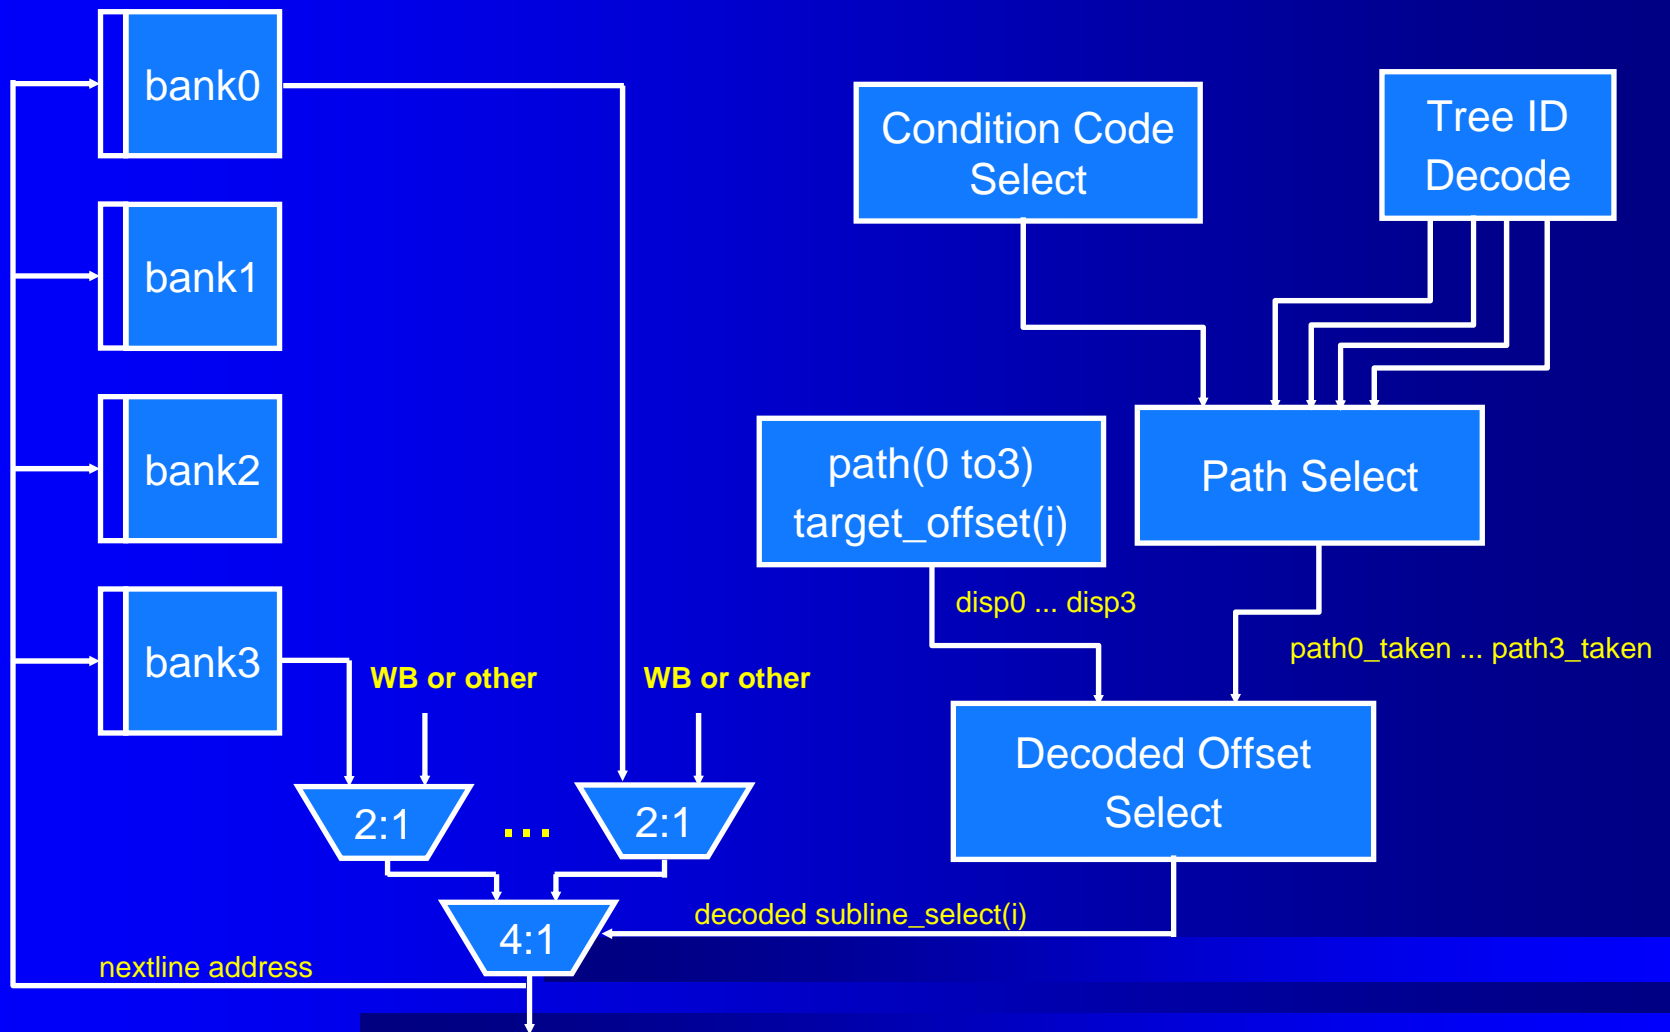 bank0
bank1
bank2
bank3
WB or other
WB or other
2:1
...
2:1
4:1
nextline address
Condition Code
Select
Tree ID
Decode
path(0 to3)
target_offset(i)
Path Select
disp0 ... disp3
path0_taken ... path3_taken
Decoded Offset
Select
decoded subline_select(i)